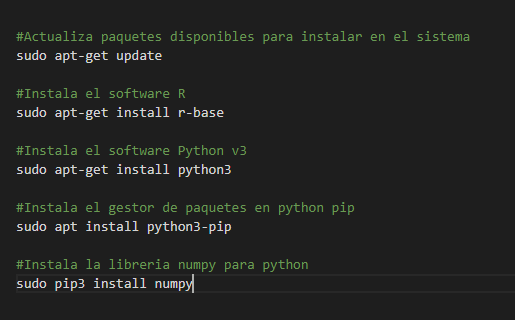 #Actualiza paquetes disponibles para instalar en el sistema
sudo apt-get update
#Instala el software R
sudo apt-get install r-base
#Instala el software Python v3
sudo apt-get install python3
#Instala el gestor de paquetes en python pip
sudo apt install python3-pip
#Instala la libreria numpy para python
sudo pip3 install numpy